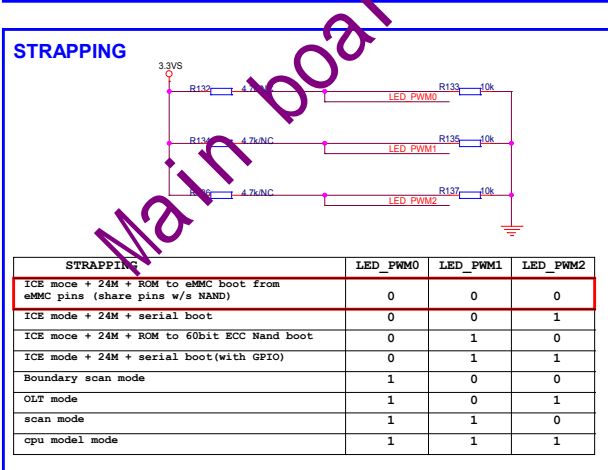 STRAPPING
3.3VS
R132 4.7k/NC LED_PWM0 R133 10k
R134 4.7k/NC LED_PWM1 R135 10k
4.7k/NC LED_PWM2 R137 10k
Main boar
STRAPPING LED_PWM0 LED_PWM1 LED_PWM2
ICE moce + 24M + ROM to eMMC boot from
eMMC pins (share pins w/s NAND) 0 0 0
ICE mode + 24M + serial boot 0 0 1
ICE moce + 24M + ROM to 60bit ECC Nand boot 0 1 0
ICE mode + 24M + serial boot(with GPIO) 0 1 1
Boundary scan mode 1 0 0
OLT mode 1 0 1
scan mode 1 1 0
cpu model mode 1 1 1